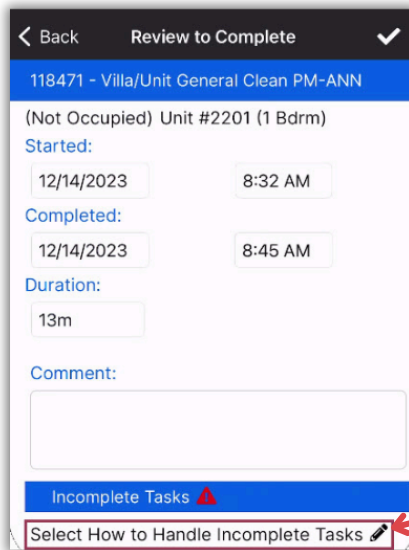 Back Review to Complete
118471 - Villa/Unit General Clean PM-ANN
(Not Occupied) Unit #2201 (1 Bdrm)
Started:
12/14/2023 8:32 AM
Completed:
12/14/2023 8:45 AM
Duration:
13m
Comment:
Incomplete Tasks
Select How to Handle Incomplete Tasks